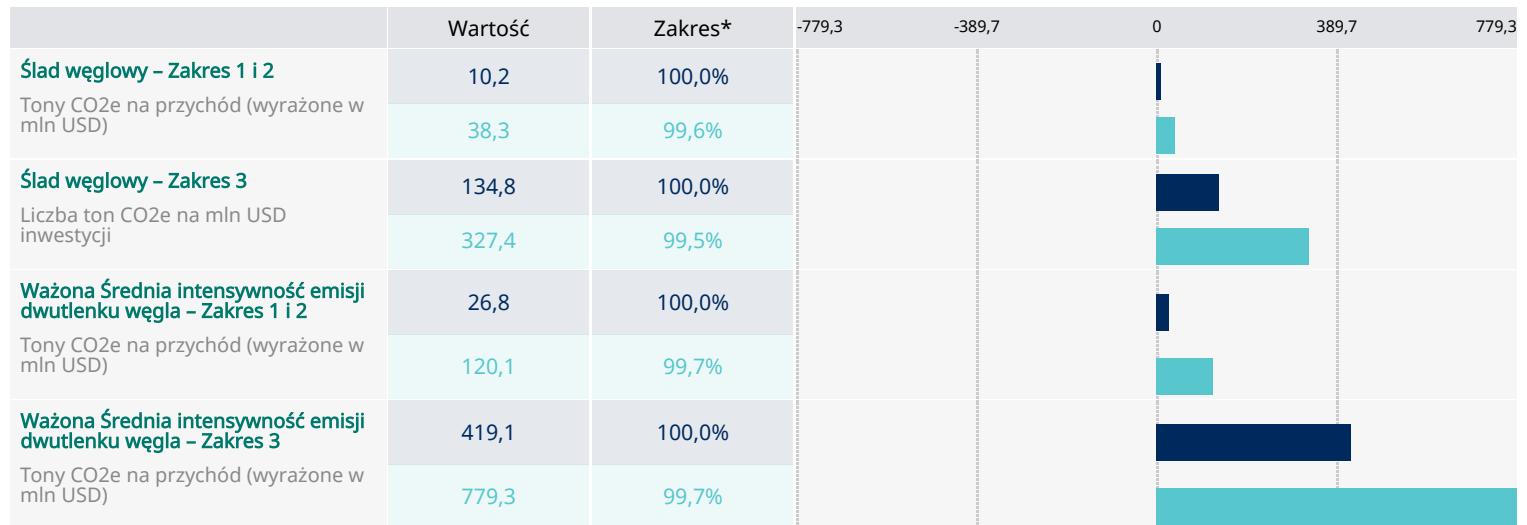 Wartość Zakres* -779,3 -389,7 0 389,7 779,3
Ślad węglowy – Zakres 1 i 2
Tony CO2e na przychód (wyrażone w
mln USD)
10,2 100,0%
38,3 99,6%
Ślad węglowy – Zakres 3
Liczba ton CO2e na mln USD
inwestycji
134,8 100,0%
327,4 99,5%
Ważona Średnia intensywność emisji
dwutlenku węgla – Zakres 1 i 2
Tony CO2e na przychód (wyrażone w
mln USD)
26,8 100,0%
120,1 99,7%
Ważona Średnia intensywność emisji
dwutlenku węgla – Zakres 3
Tony CO2e na przychód (wyrażone w
mln USD)
419,1 100,0%
779,3 99,7%